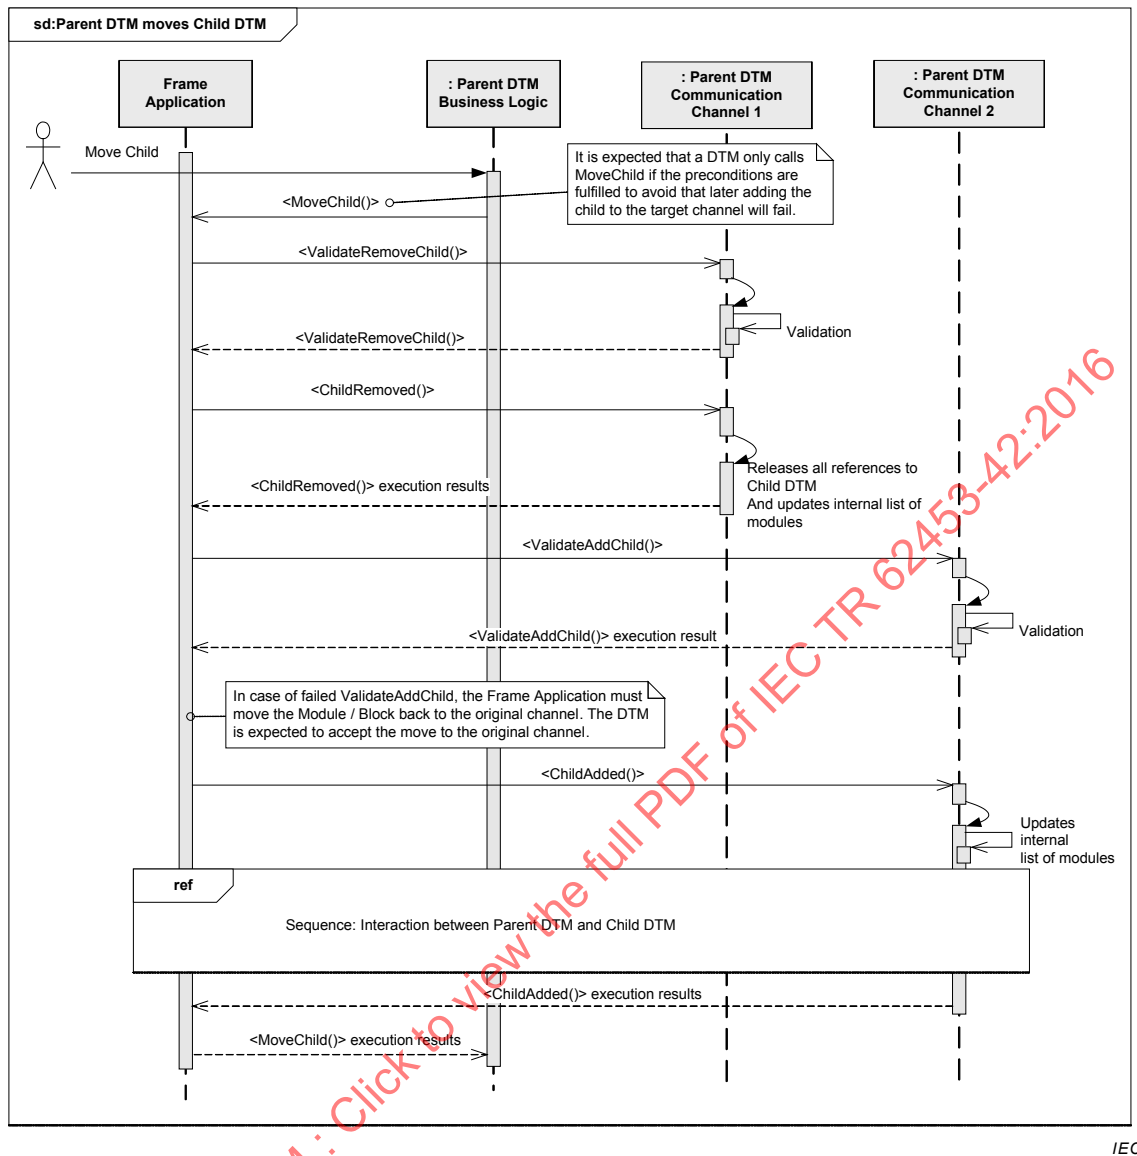 sd:Parent DTM moves Child DTM
Frame
Application
: Parent DTM
Business Logic
: Parent DTM
Communication
Channel 1
: Parent DTM
Communication
Channel 2
Move Child
It is expected that a DTM only calls
MoveChild if the preconditions are
fulfilled to avoid that later adding the
child to the target channel will fail.
<MoveChild()>
<ValidateRemoveChild()>
Validation
<ValidateRemoveChild()>
<ChildRemoved()>
Releases all references to
Child DTM
And updates internal list of
modules
<ChildRemoved()> execution results
<ValidateAddChild()>
Validation
<ValidateAddChild()> execution result
In case of failed ValidateAddChild, the Frame Application must
move the Module / Block back to the original channel. The DTM
is expected to accept the move to the original channel.
<ChildAdded()>
Updates
internal
list of modules
ref
Sequence: Interaction between Parent DTM and Child DTM
<ChildAdded()> execution results
<MoveChild()> execution results
: Click to view the full PDF of IEC TR 62453-42:2016
IEC